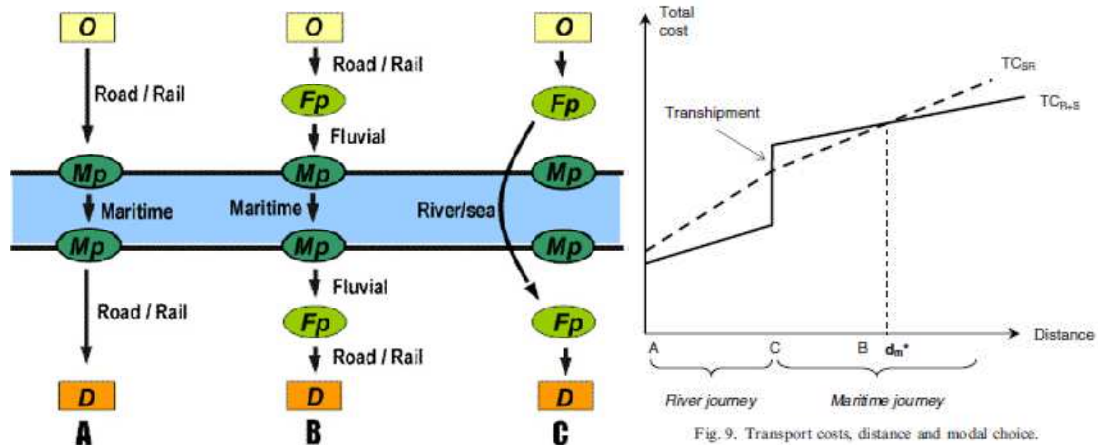 O
Road / Rail
Mp
Maritime
Mp
Road / Rail
D
A
O
Road / Rail
Fp
Fluvial
Mp
Maritime
Mp
Fluvial
Fp
Road / Rail
D
B
O
Fp
Mp
River/sea
Mp
Fp
D
C
Total
cost
TCSR
TCR+S
Transhipment
Distance
A
C
B
dm*
River journey
Maritime journey
Fig. 9. Transport costs, distance and modal choice.